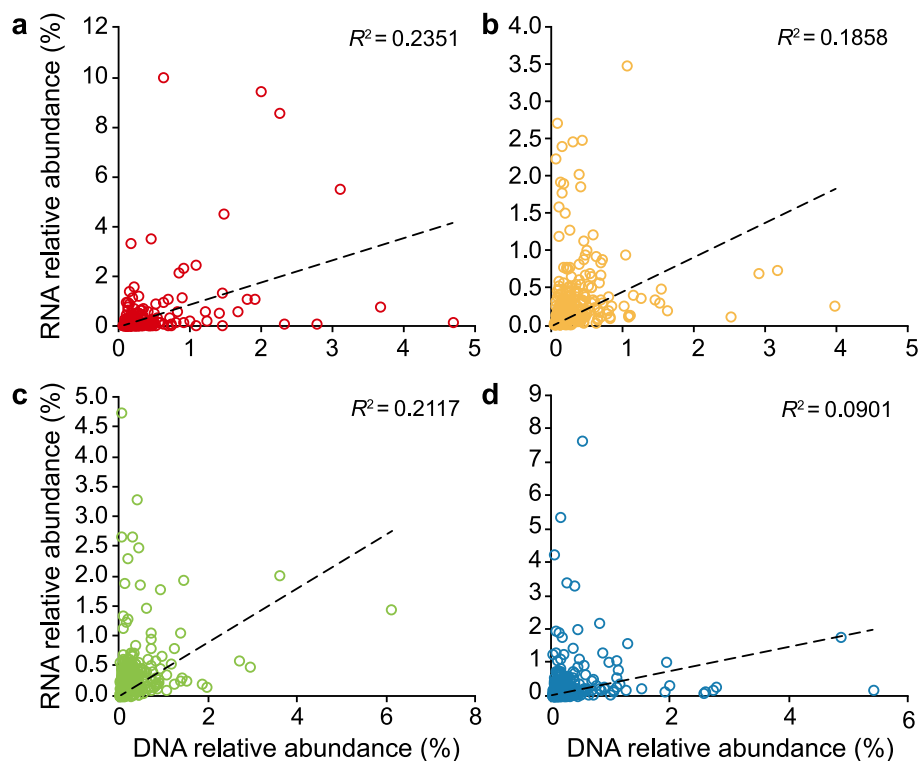 a
R² = 0.2351
RNA relative abundance (%)
12
10
8
6
4
2
0
0 1 2 3 4 5
b
R² = 0.1858
4.0
3.5
3.0
2.5
2.0
1.5
1.0
0.5
0.0
0 1 2 3 4 5
c
R² = 0.2117
RNA relative abundance (%)
5.0
4.5
4.0
3.5
3.0
2.5
2.0
1.5
1.0
0.5
0.0
0 2 4 6 8
DNA relative abundance (%)
d
R² = 0.0901
9
8
7
6
5
4
3
2
1
0
0 2 4 6
DNA relative abundance (%)